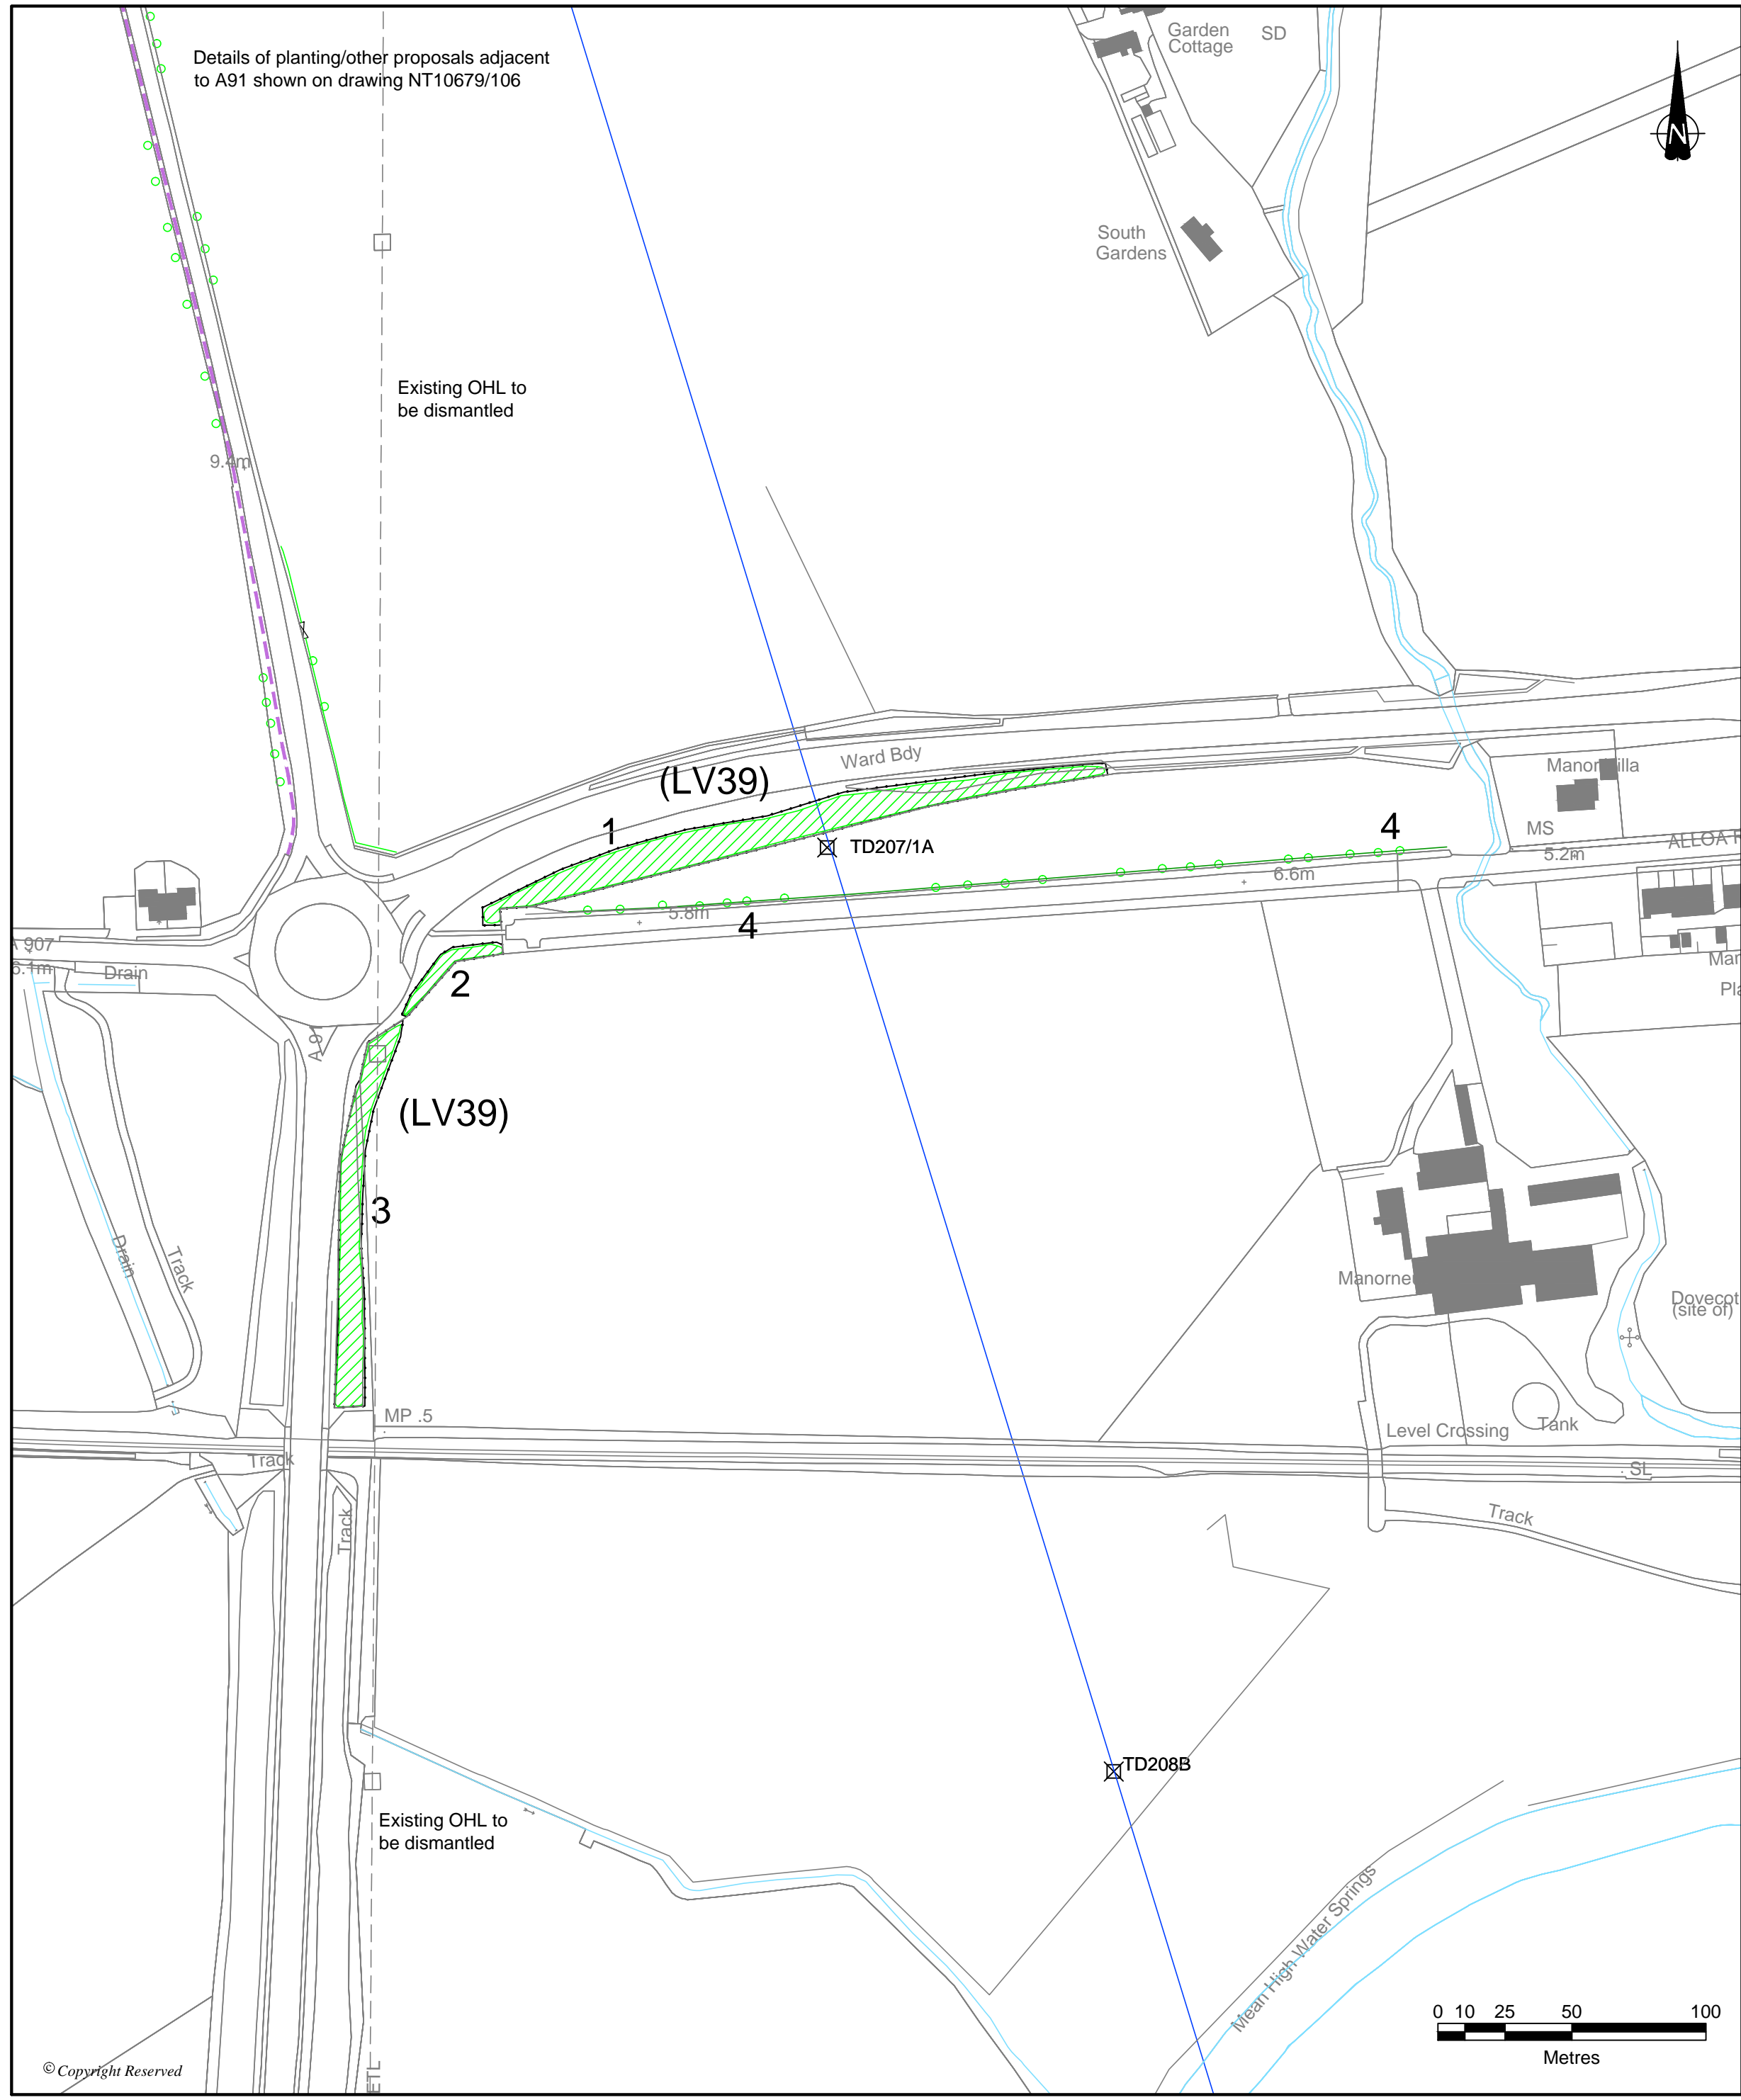 Details of planting/other proposals adjacent
to A91 shown on drawing NT10679/106
Garden
Cottage
SD
N
South
Gardens
Existing OHL to
be dismantled
9.4m
Ward Bdy
(LV39)
1
TD207/1A
4
MS
5.2m
ALLOA
6.6m
5.8m
4
A 907
6.1m
Drain
2
A 91
(LV39)
3
Drain
Track
Dovecot
(site of)
MP .5
Level Crossing
Tank
Track
SL
Track
Track
TD208B
Existing OHL to
be dismantled
Mean High Water Springs
0 10 25 50 100
Metres
© Copyright Reserved
ETL